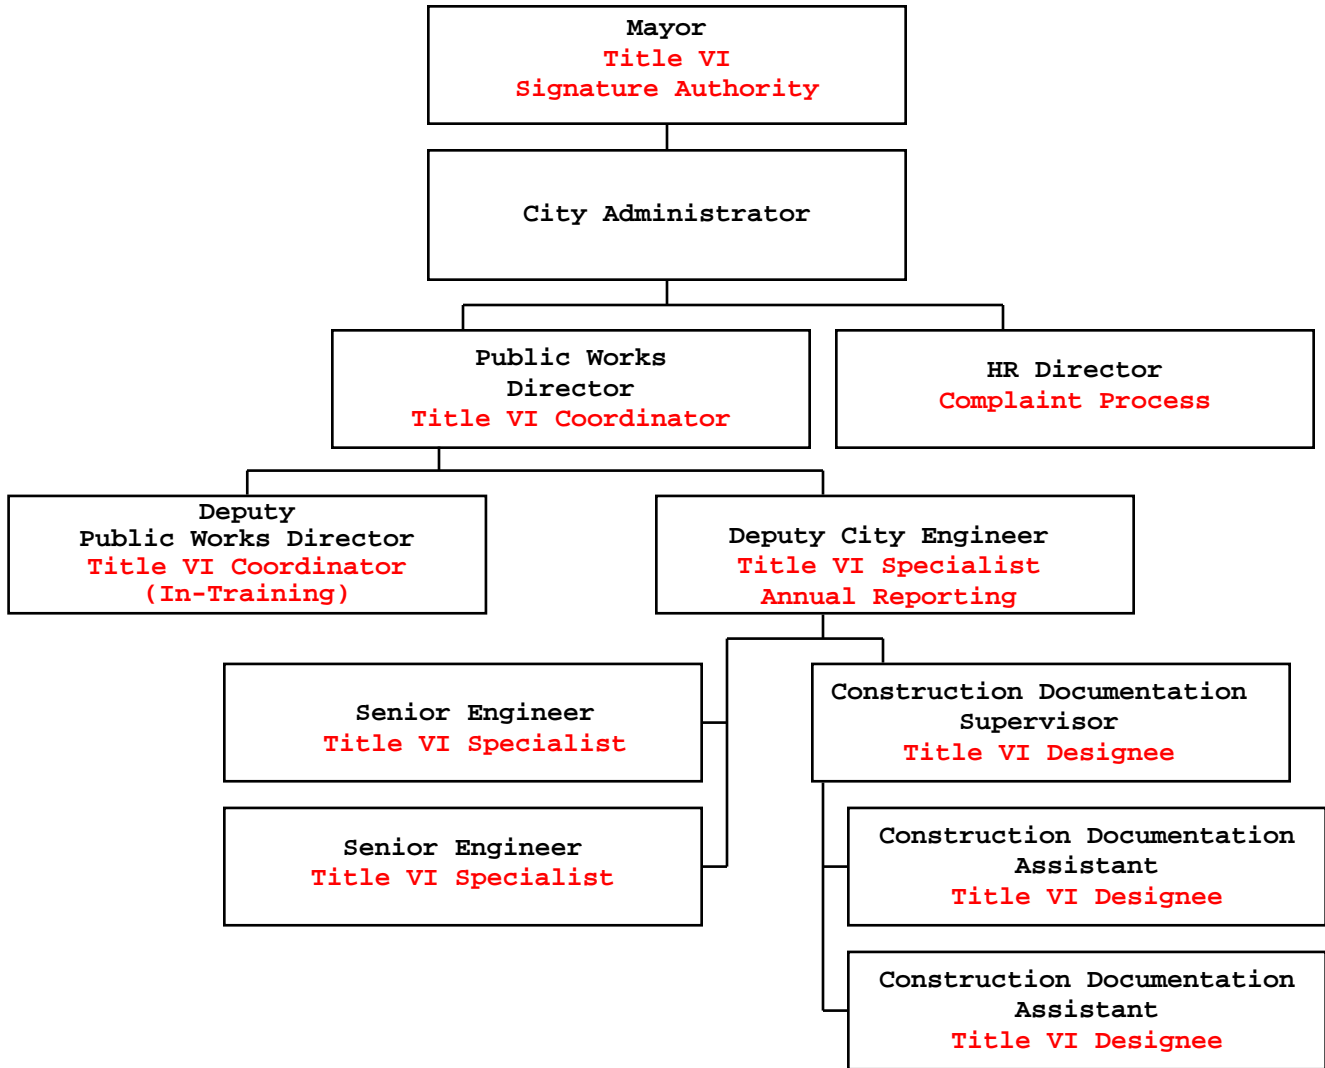 Mayor
Title VI
Signature Authority
City Administrator
Public Works
Director
Title VI Coordinator
HR Director
Complaint Process
Deputy
Public Works Director
Title VI Coordinator
(In-Training)
Deputy City Engineer
Title VI Specialist
Annual Reporting
Senior Engineer
Title VI Specialist
Construction Documentation
Supervisor
Title VI Designee
Senior Engineer
Title VI Specialist
Construction Documentation
Assistant
Title VI Designee
Construction Documentation
Assistant
Title VI Designee